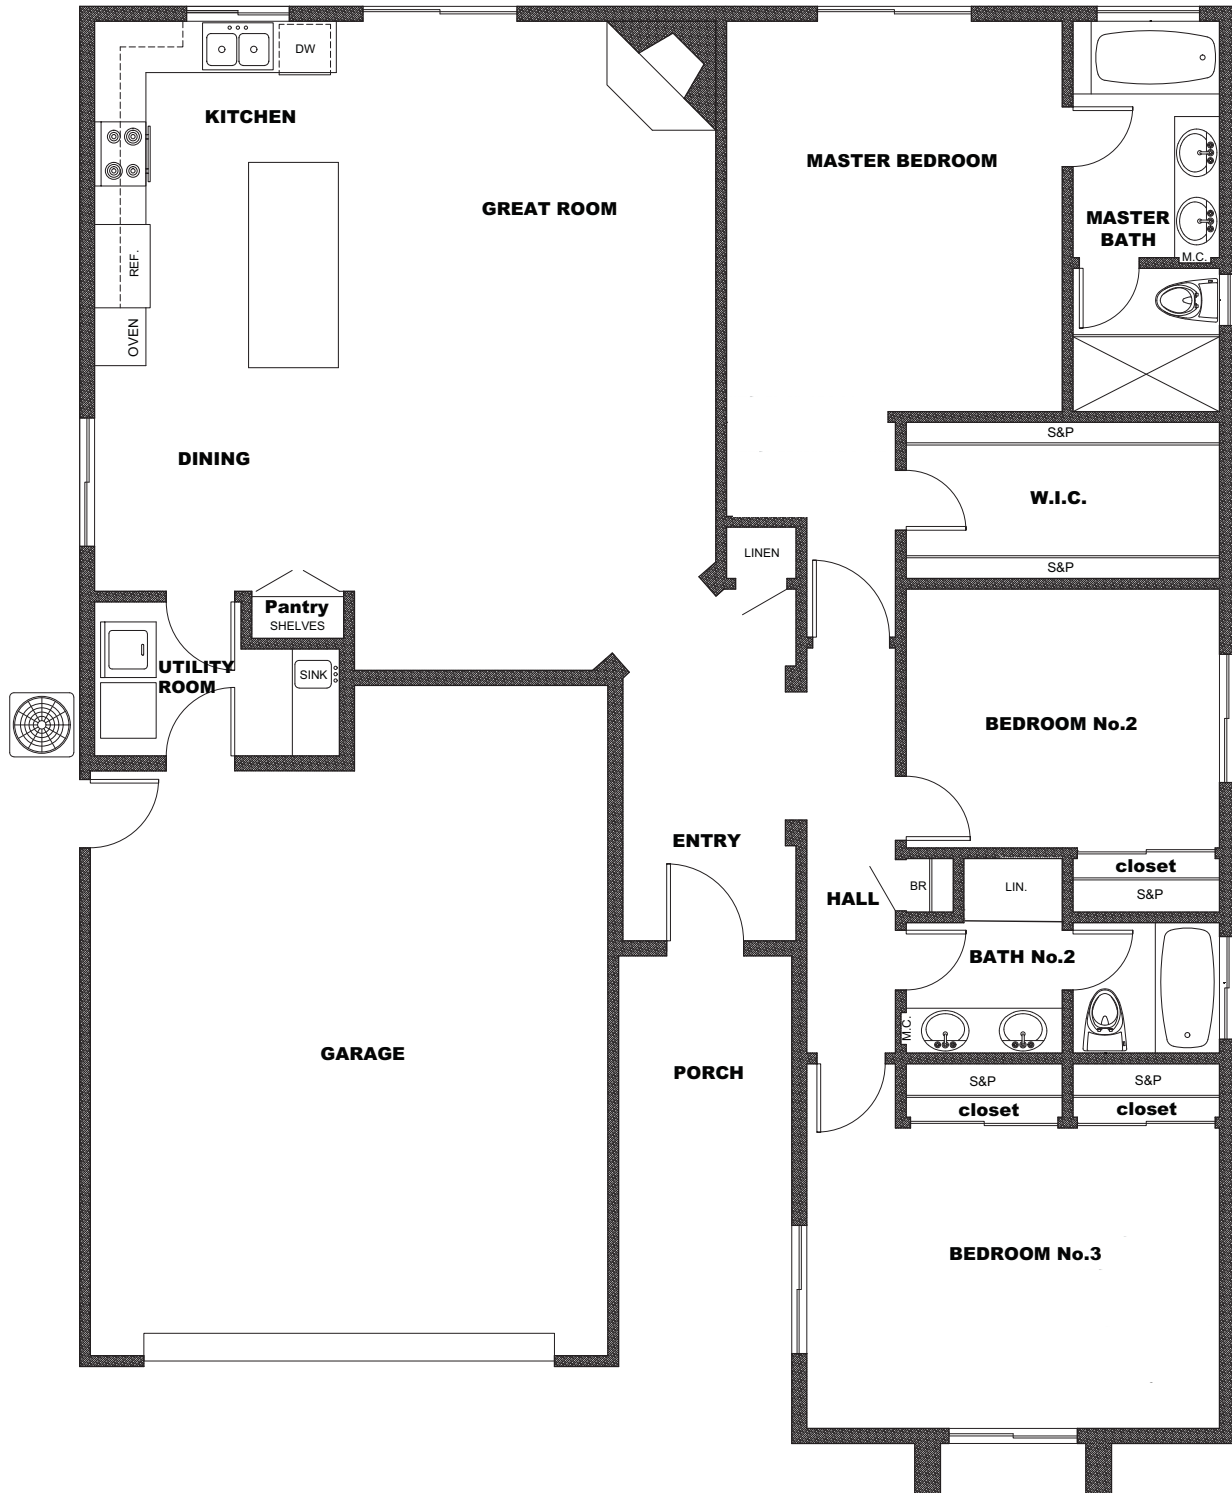 DW
KITCHEN
MASTER BEDROOM
GREAT ROOM
MASTER
BATH
M.C.
REF.
OVEN
S&P
DINING
W.I.C.
LINEN
S&P
Pantry
SHELVES
UTILITY
ROOM
SINK
BEDROOM No.2
ENTRY
closet
BR
LIN.
S&P
HALL
BATH No.2
M.C.
GARAGE
PORCH
S&P
S&P
closet
closet
BEDROOM No.3